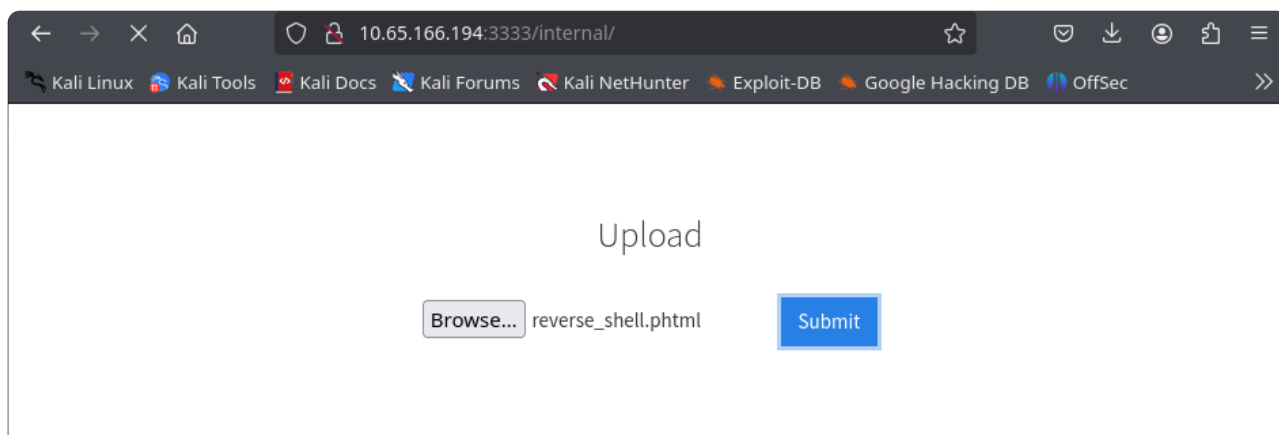 10.65.166.194:3333/internal/
Kali Linux Kali Tools Kali Docs Kali Forums Kali NetHunter Exploit-DB Google Hacking DB OffSec
Upload
Browse... reverse_shell.phtml Submit